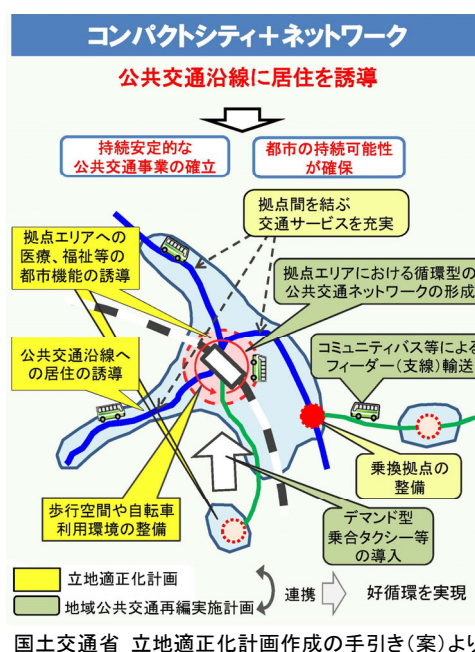 コンパクトシティ+ネットワーク
公共交通沿線に居住を誘導
持続安定的な
公共交通事業の確立
都市の持続可能性
が確保
拠点間を結ぶ
交通サービスを充実
拠点エリアへの
医療、福祉等の
都市機能の誘導
拠点エリアにおける循環型の
公共交通ネットワークの形成
公共交通沿線へ
の居住の誘導
コミュニティバス等による
フィーダー(支線)輸送
乗換拠点の
整備
歩行空間や自転車
利用環境の整備
デマンド型
乗合タクシー等
の導入
立地適正化計画
地域公共交通再編実施計画
連携
好循環を実現
国土交通省 立地適正化計画作成の手引き(案)より